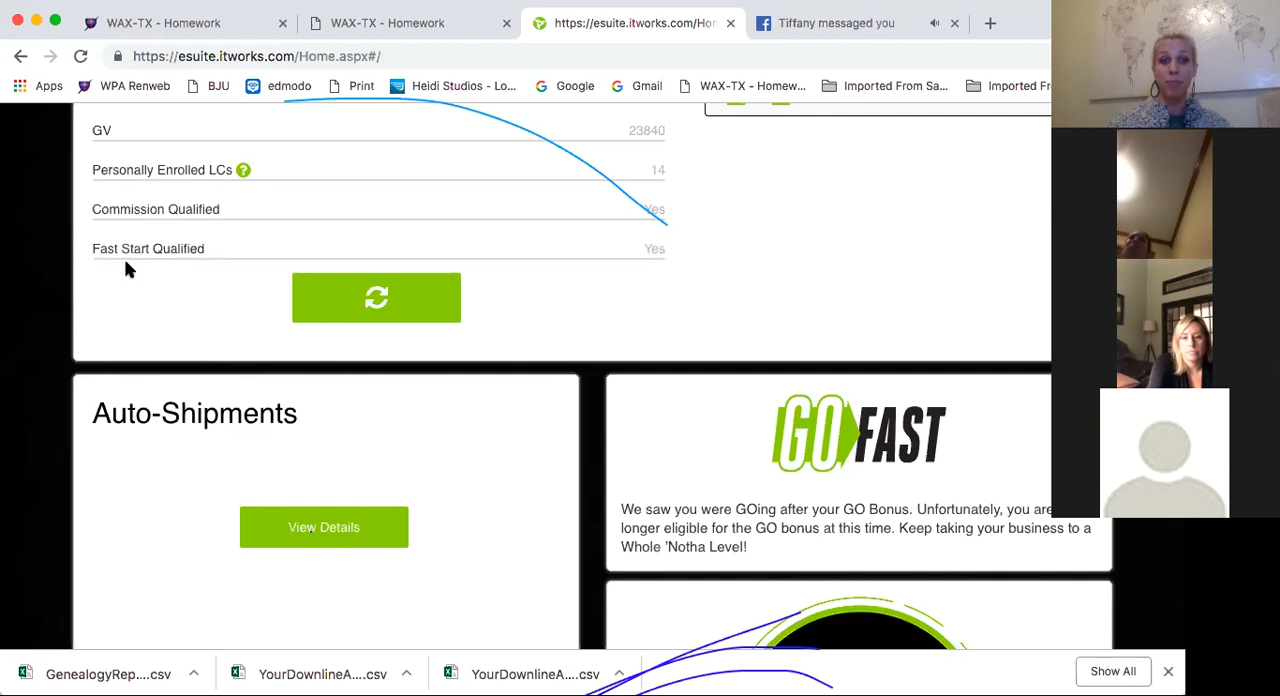 WAX-TX - Homework
WAX-TX - Homework
https://esuite.itworks.com/Hor
Tiffany messaged you
https://esuite.itworks.com/Home.aspx#/
Apps WPA Renweb BJU edmodo Print Heidi Studios - Lo... Google Gmail WAX-TX - Homew... Imported From Sa... Imported Fr
GV 23840
Personally Enrolled LCs ? 14
Commission Qualified Yes
Fast Start Qualified Yes
Auto-Shipments
View Details
GO FAST
We saw you were GOing after your GO Bonus. Unfortunately, you are
longer eligible for the GO bonus at this time. Keep taking your business to a
Whole 'Notha Level!
GenealogyRep....csv YourDownlineA....csv YourDownlineA....csv Show All